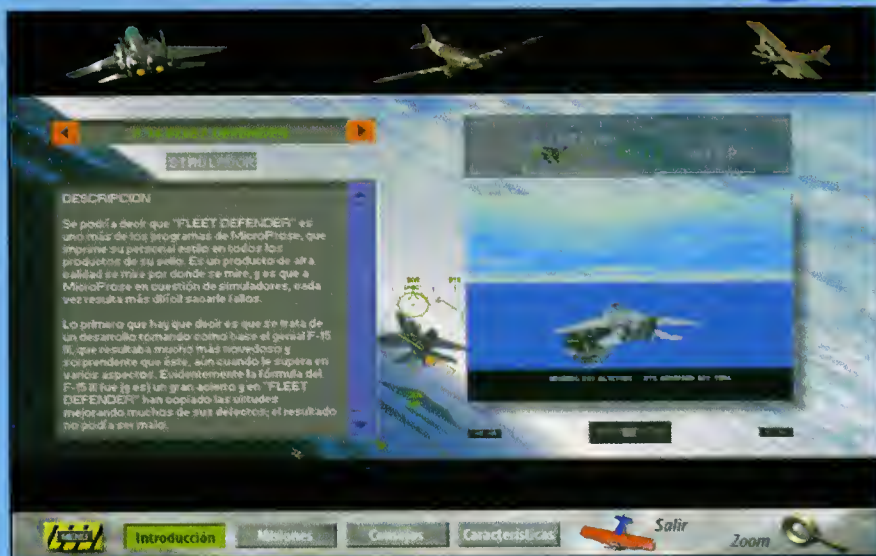 SIMULADOR
DESCRIPCION
Se podría decir que "FLEET DEFENDER" es
uno más de los programas de MicroProse, que
imprime su personal estilo en todos los
productos de su sello. Es un producto de alta
calidad se mire por donde se mire, y es que a
MicroProse en cuestión de simuladores, cada
vez resulta más difícil sacarle fallos.
Lo primero que hay que decir es que se trata de
un desarrollo tomando como base el genial F-15
III, que resultaba mucho más novedoso y
sorprendente que éste, aún cuando le supera en
varios aspectos. Evidentemente la fórmula del
F-15 III fue (y es) un gran acierto y en "FLEET
DEFENDER" han copiado las virtudes
mejorando muchos de sus defectos; el resultado
no podía ser malo.
MENU
Introducción
Misiones
Consejos
Características
Salir
Zoom